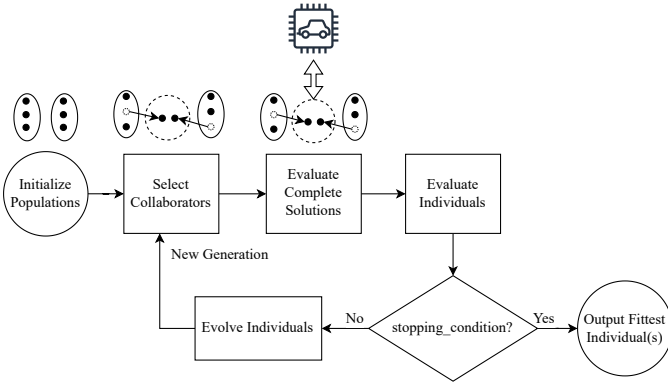 Initialize
Populations
Select
Collaborators
Evaluate
Complete
Solutions
Evaluate
Individuals
New Generation
Evolve Individuals
No
stopping_condition?
Yes
Output Fittest
Individual(s)